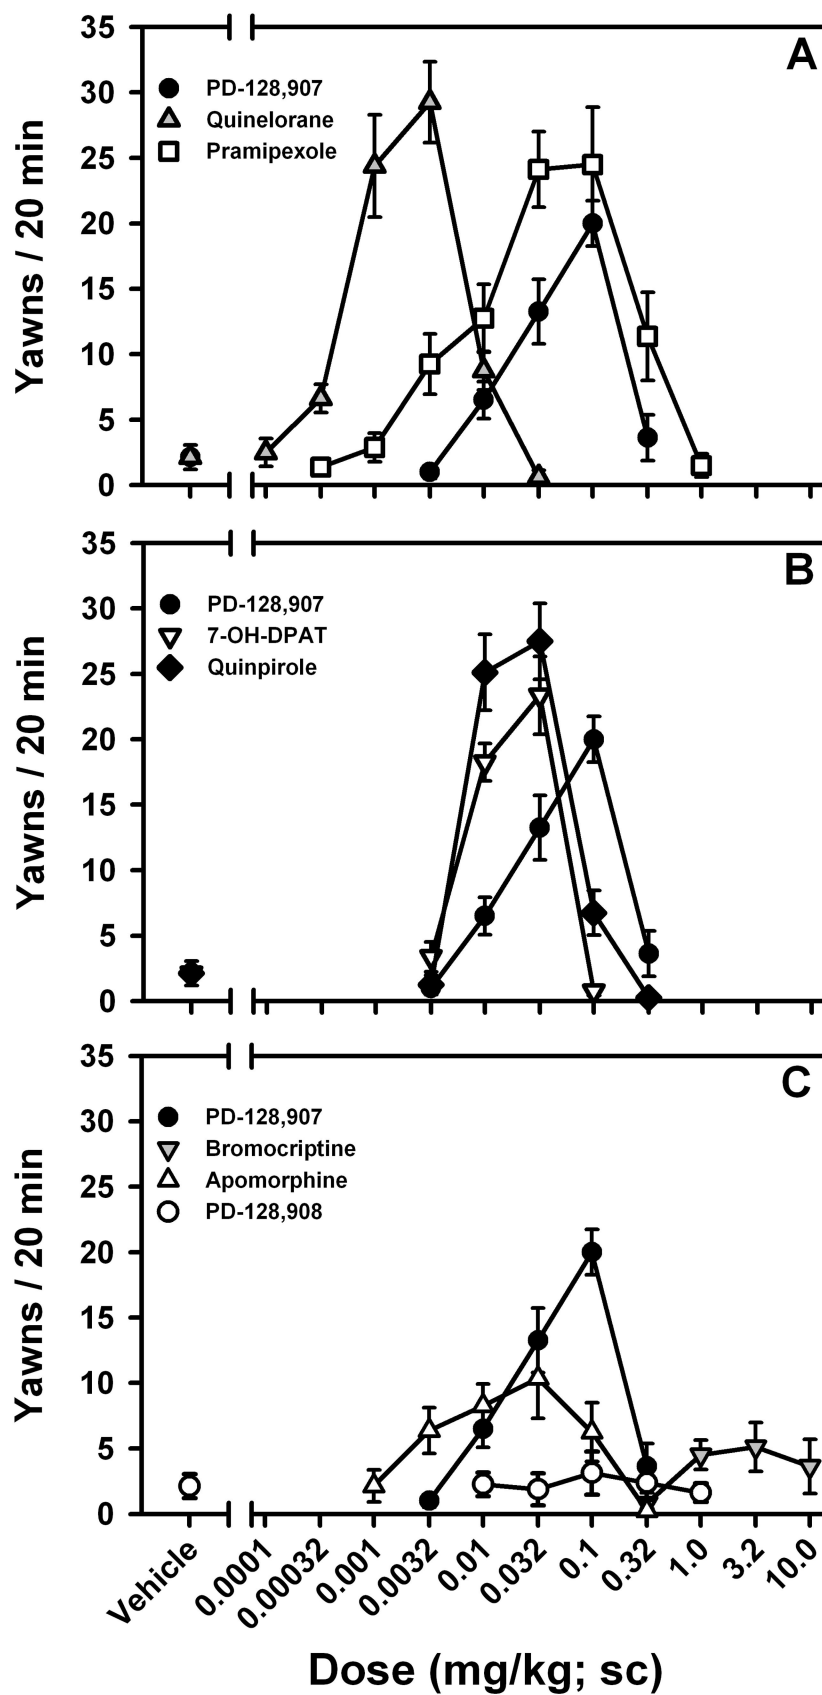 A
PD-128,907
Quinelorane
Pramipexole
Yawns / 20 min
35
30
25
20
15
10
5
0
B
PD-128,907
7-OH-DPAT
Quinpirole
Yawns / 20 min
35
30
25
20
15
10
5
0
C
PD-128,907
Bromocriptine
Apomorphine
PD-128,908
Yawns / 20 min
35
30
25
20
15
10
5
0
Vehicle
0.0001
0.00032
0.001
0.0032
0.01
0.032
0.1
0.32
1.0
3.2
10.0
Dose (mg/kg; sc)